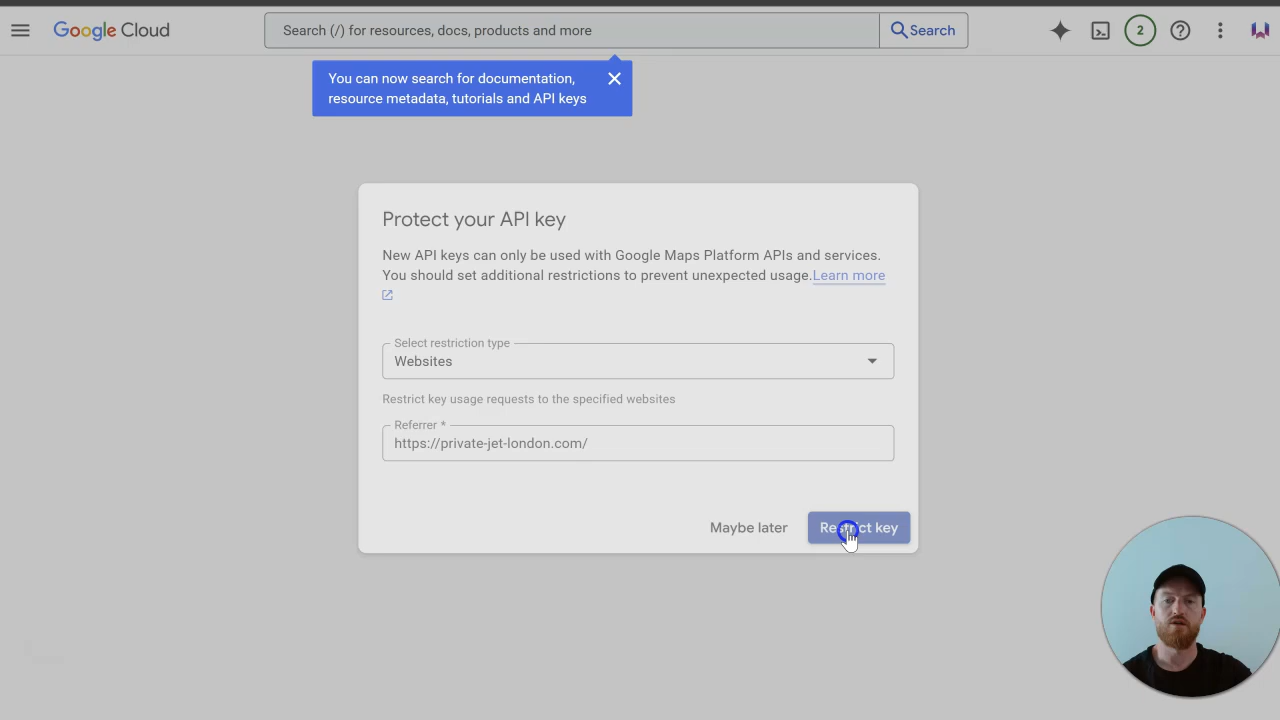 Google Cloud
Search (/) for resources, docs, products and more
Search
2
You can now search for documentation,
resource metadata, tutorials and API keys
Protect your API key
New API keys can only be used with Google Maps Platform APIs and services.
You should set additional restrictions to prevent unexpected usage.Learn more
Select restriction type
Websites
Restrict key usage requests to the specified websites
Referrer *
https://private-jet-london.com/
Maybe later
Restrict key